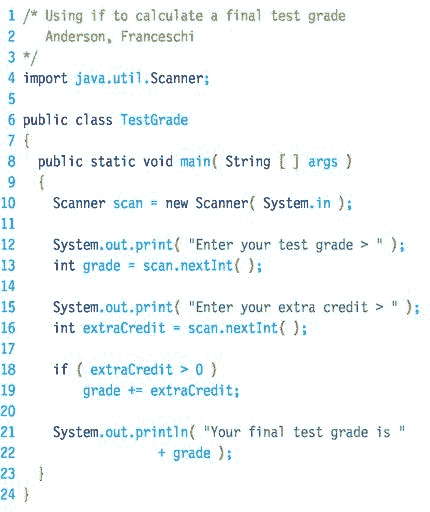 1 /* Using if to calculate a final test grade
2    Anderson, Franceschi
3 */
4 import java.util.Scanner;
5
6 public class TestGrade
7 {
8   public static void main( String [ ] args )
9   {
10     Scanner scan = new Scanner( System.in );
11
12     System.out.print( "Enter your test grade > " );
13     int grade = scan.nextInt( );
14
15     System.out.print( "Enter your extra credit > " );
16     int extraCredit = scan.nextInt( );
17
18     if ( extraCredit > 0 )
19         grade += extraCredit;
20
21     System.out.println( "Your final test grade is "
22                   + grade );
23   }
24 }